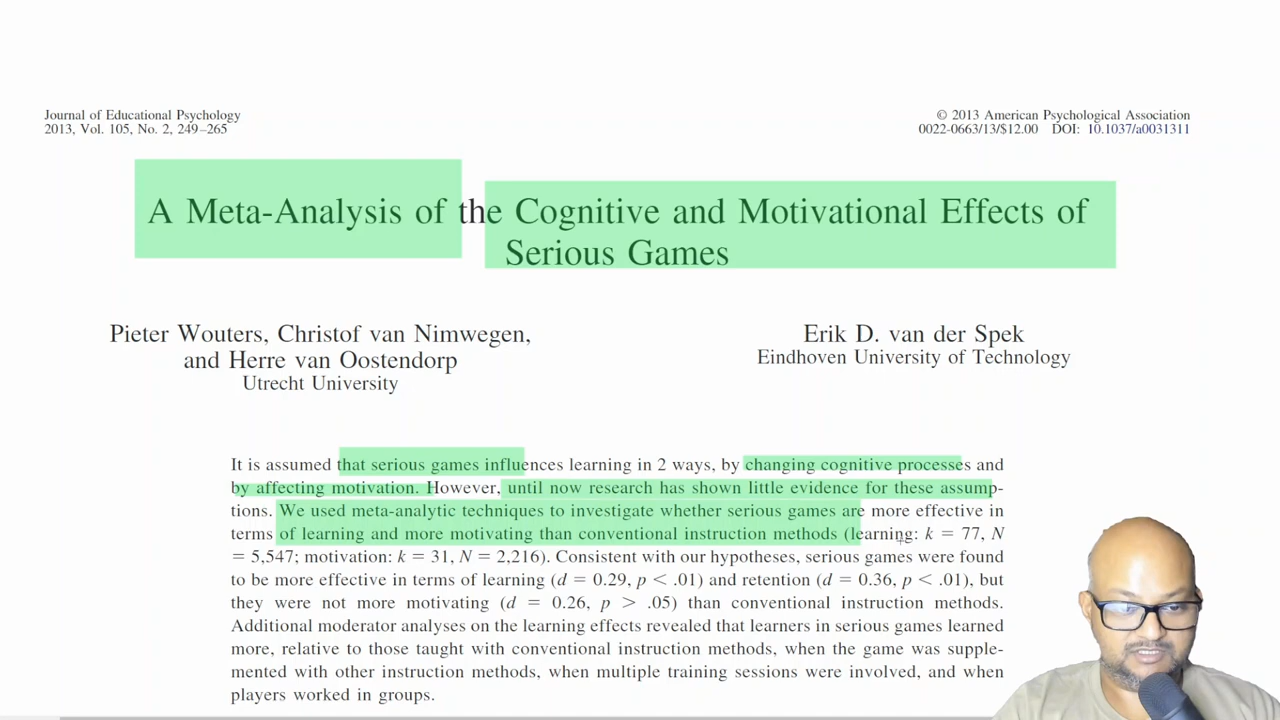 Journal of Educational Psychology
2013, Vol. 105, No. 2, 249–265
© 2013 American Psychological Association
0022-0663/13/$12.00 DOI: 10.1037/a0031311
A Meta-Analysis of the Cognitive and Motivational Effects of
Serious Games
Pieter Wouters, Christof van Nimwegen,
and Herre van Oostendorp
Utrecht University
Erik D. van der Spek
Eindhoven University of Technology
It is assumed that serious games influences learning in 2 ways, by changing cognitive processes and
by affecting motivation. However, until now research has shown little evidence for these assump-
tions. We used meta-analytic techniques to investigate whether serious games are more effective in
terms of learning and more motivating than conventional instruction methods (learning: k = 77, N
= 5,547; motivation: k = 31, N = 2,216). Consistent with our hypotheses, serious games were found
to be more effective in terms of learning (d = 0.29, p < .01) and retention (d = 0.36, p < .01), but
they were not more motivating (d = 0.26, p > .05) than conventional instruction methods.
Additional moderator analyses on the learning effects revealed that learners in serious games learned
more, relative to those taught with conventional instruction methods, when the game was supple-
mented with other instruction methods, when multiple training sessions were involved, and when
players worked in groups.